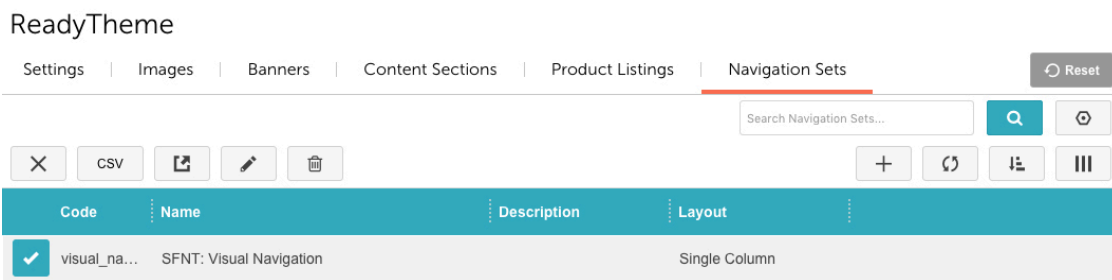 ReadyTheme
Settings Images Banners Content Sections Product Listings Navigation Sets Reset
Search Navigation Sets...
CSV
Code Name Description Layout
visual_na... SFNT: Visual Navigation Single Column